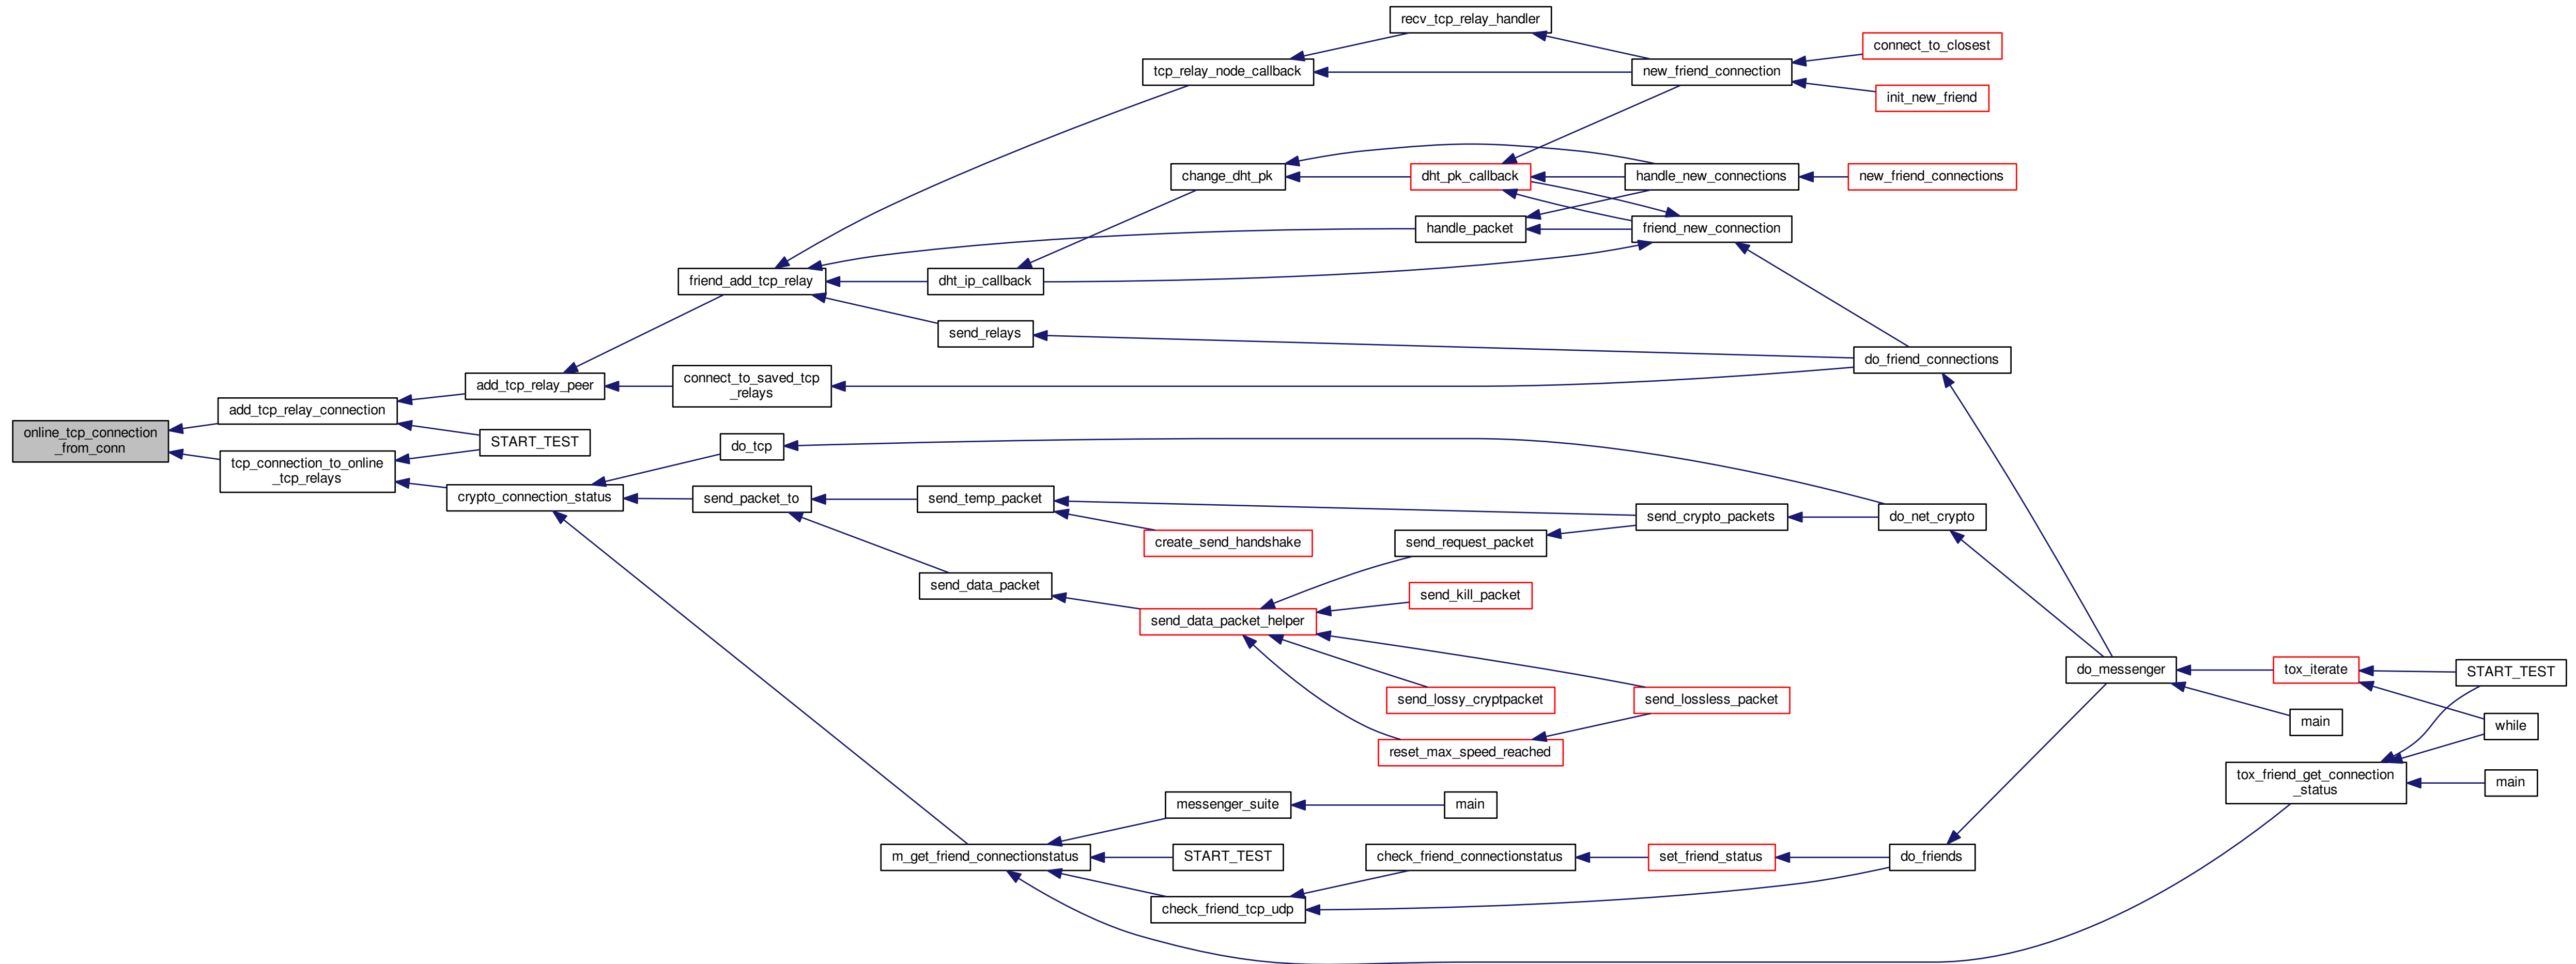 recv_tcp_relay_handler
connect_to_closest
tcp_relay_node_callback
new_friend_connection
init_new_friend
change_dht_pk
dht_pk_callback
handle_new_connections
new_friend_connections
handle_packet
friend_new_connection
friend_add_tcp_relay
dht_ip_callback
send_relays
do_friend_connections
add_tcp_relay_peer
connect_to_saved_tcp
_relays
add_tcp_relay_connection
online_tcp_connection
_from_conn
START_TEST
do_tcp
tcp_connection_to_online
_tcp_relays
crypto_connection_status
send_packet_to
send_temp_packet
send_crypto_packets
do_net_crypto
create_send_handshake
send_request_packet
send_data_packet
send_kill_packet
send_data_packet_helper
do_messenger
tox_iterate
START_TEST
send_lossy_cryptpacket
send_lossless_packet
main
while
reset_max_speed_reached
tox_friend_get_connection
_status
main
messenger_suite
main
m_get_friend_connectionstatus
START_TEST
check_friend_connectionstatus
set_friend_status
do_friends
check_friend_tcp_udp